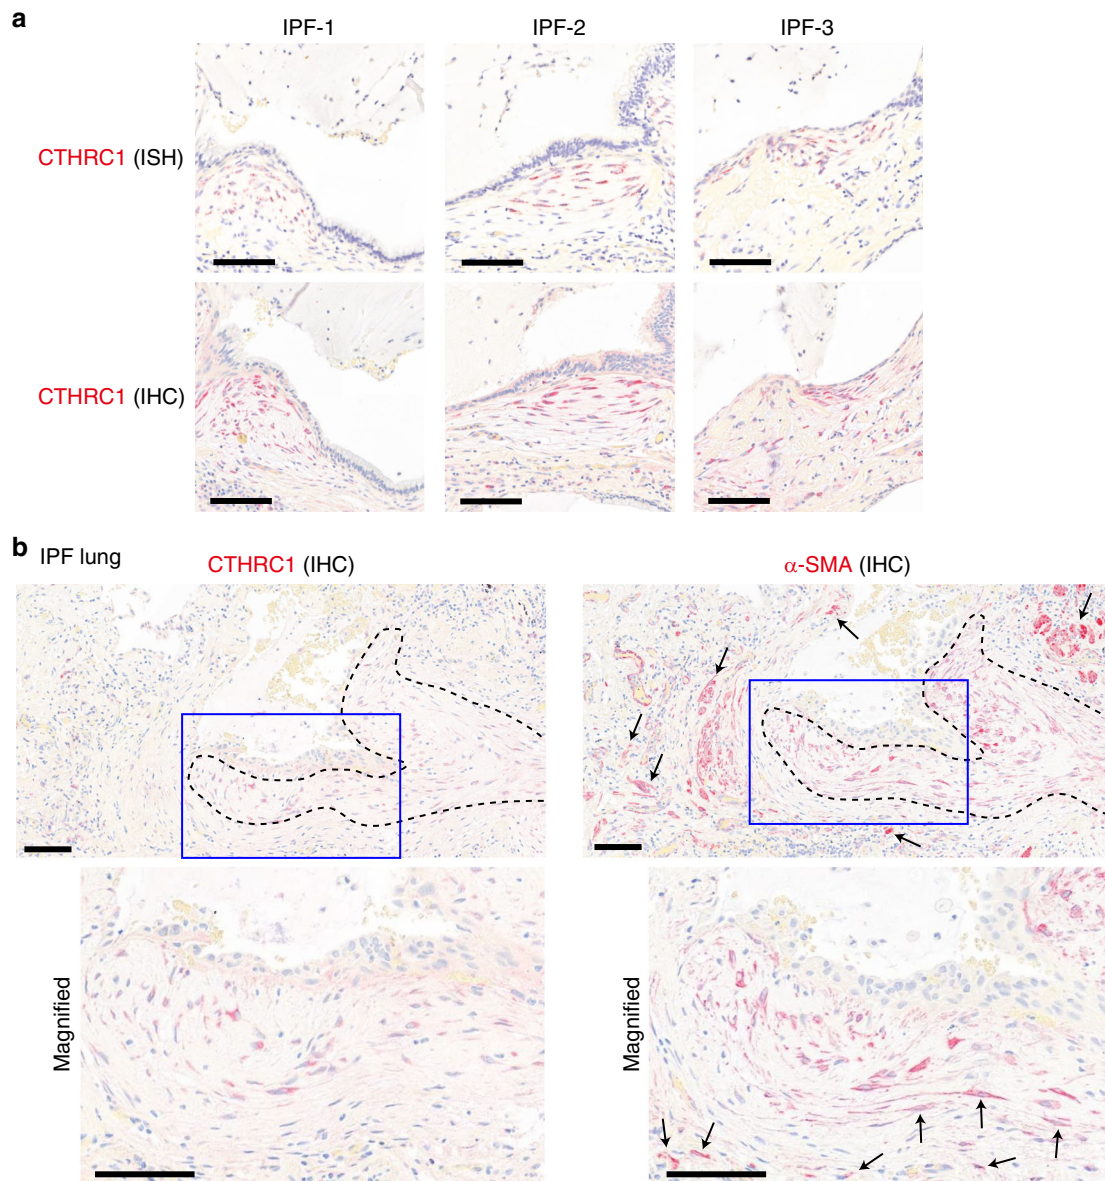 a
IPF-1 IPF-2 IPF-3
CTHRC1 (ISH)
CTHRC1 (IHC)
b
IPF lung
CTHRC1 (IHC)
α-SMA (IHC)
Magnified
Magnified